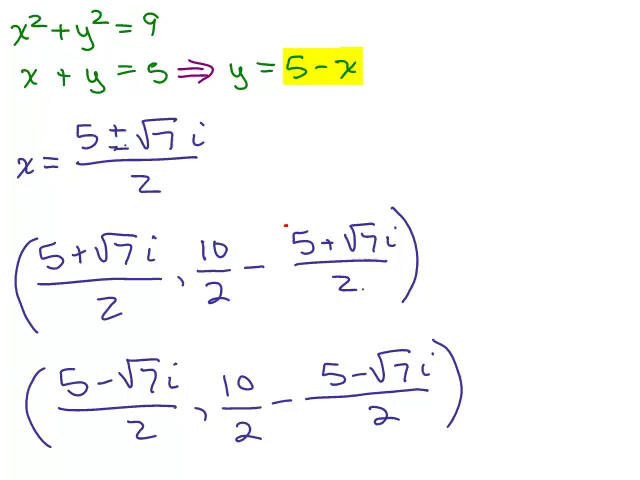 x² + y² = 9
x + y = 5 ⇒ y = 5 - x
x = (5 ± √7 i)/2
((5 + √7 i)/2 , 10/2 - (5 + √7 i)/2)
((5 - √7 i)/2 , 10/2 - (5 - √7 i)/2)